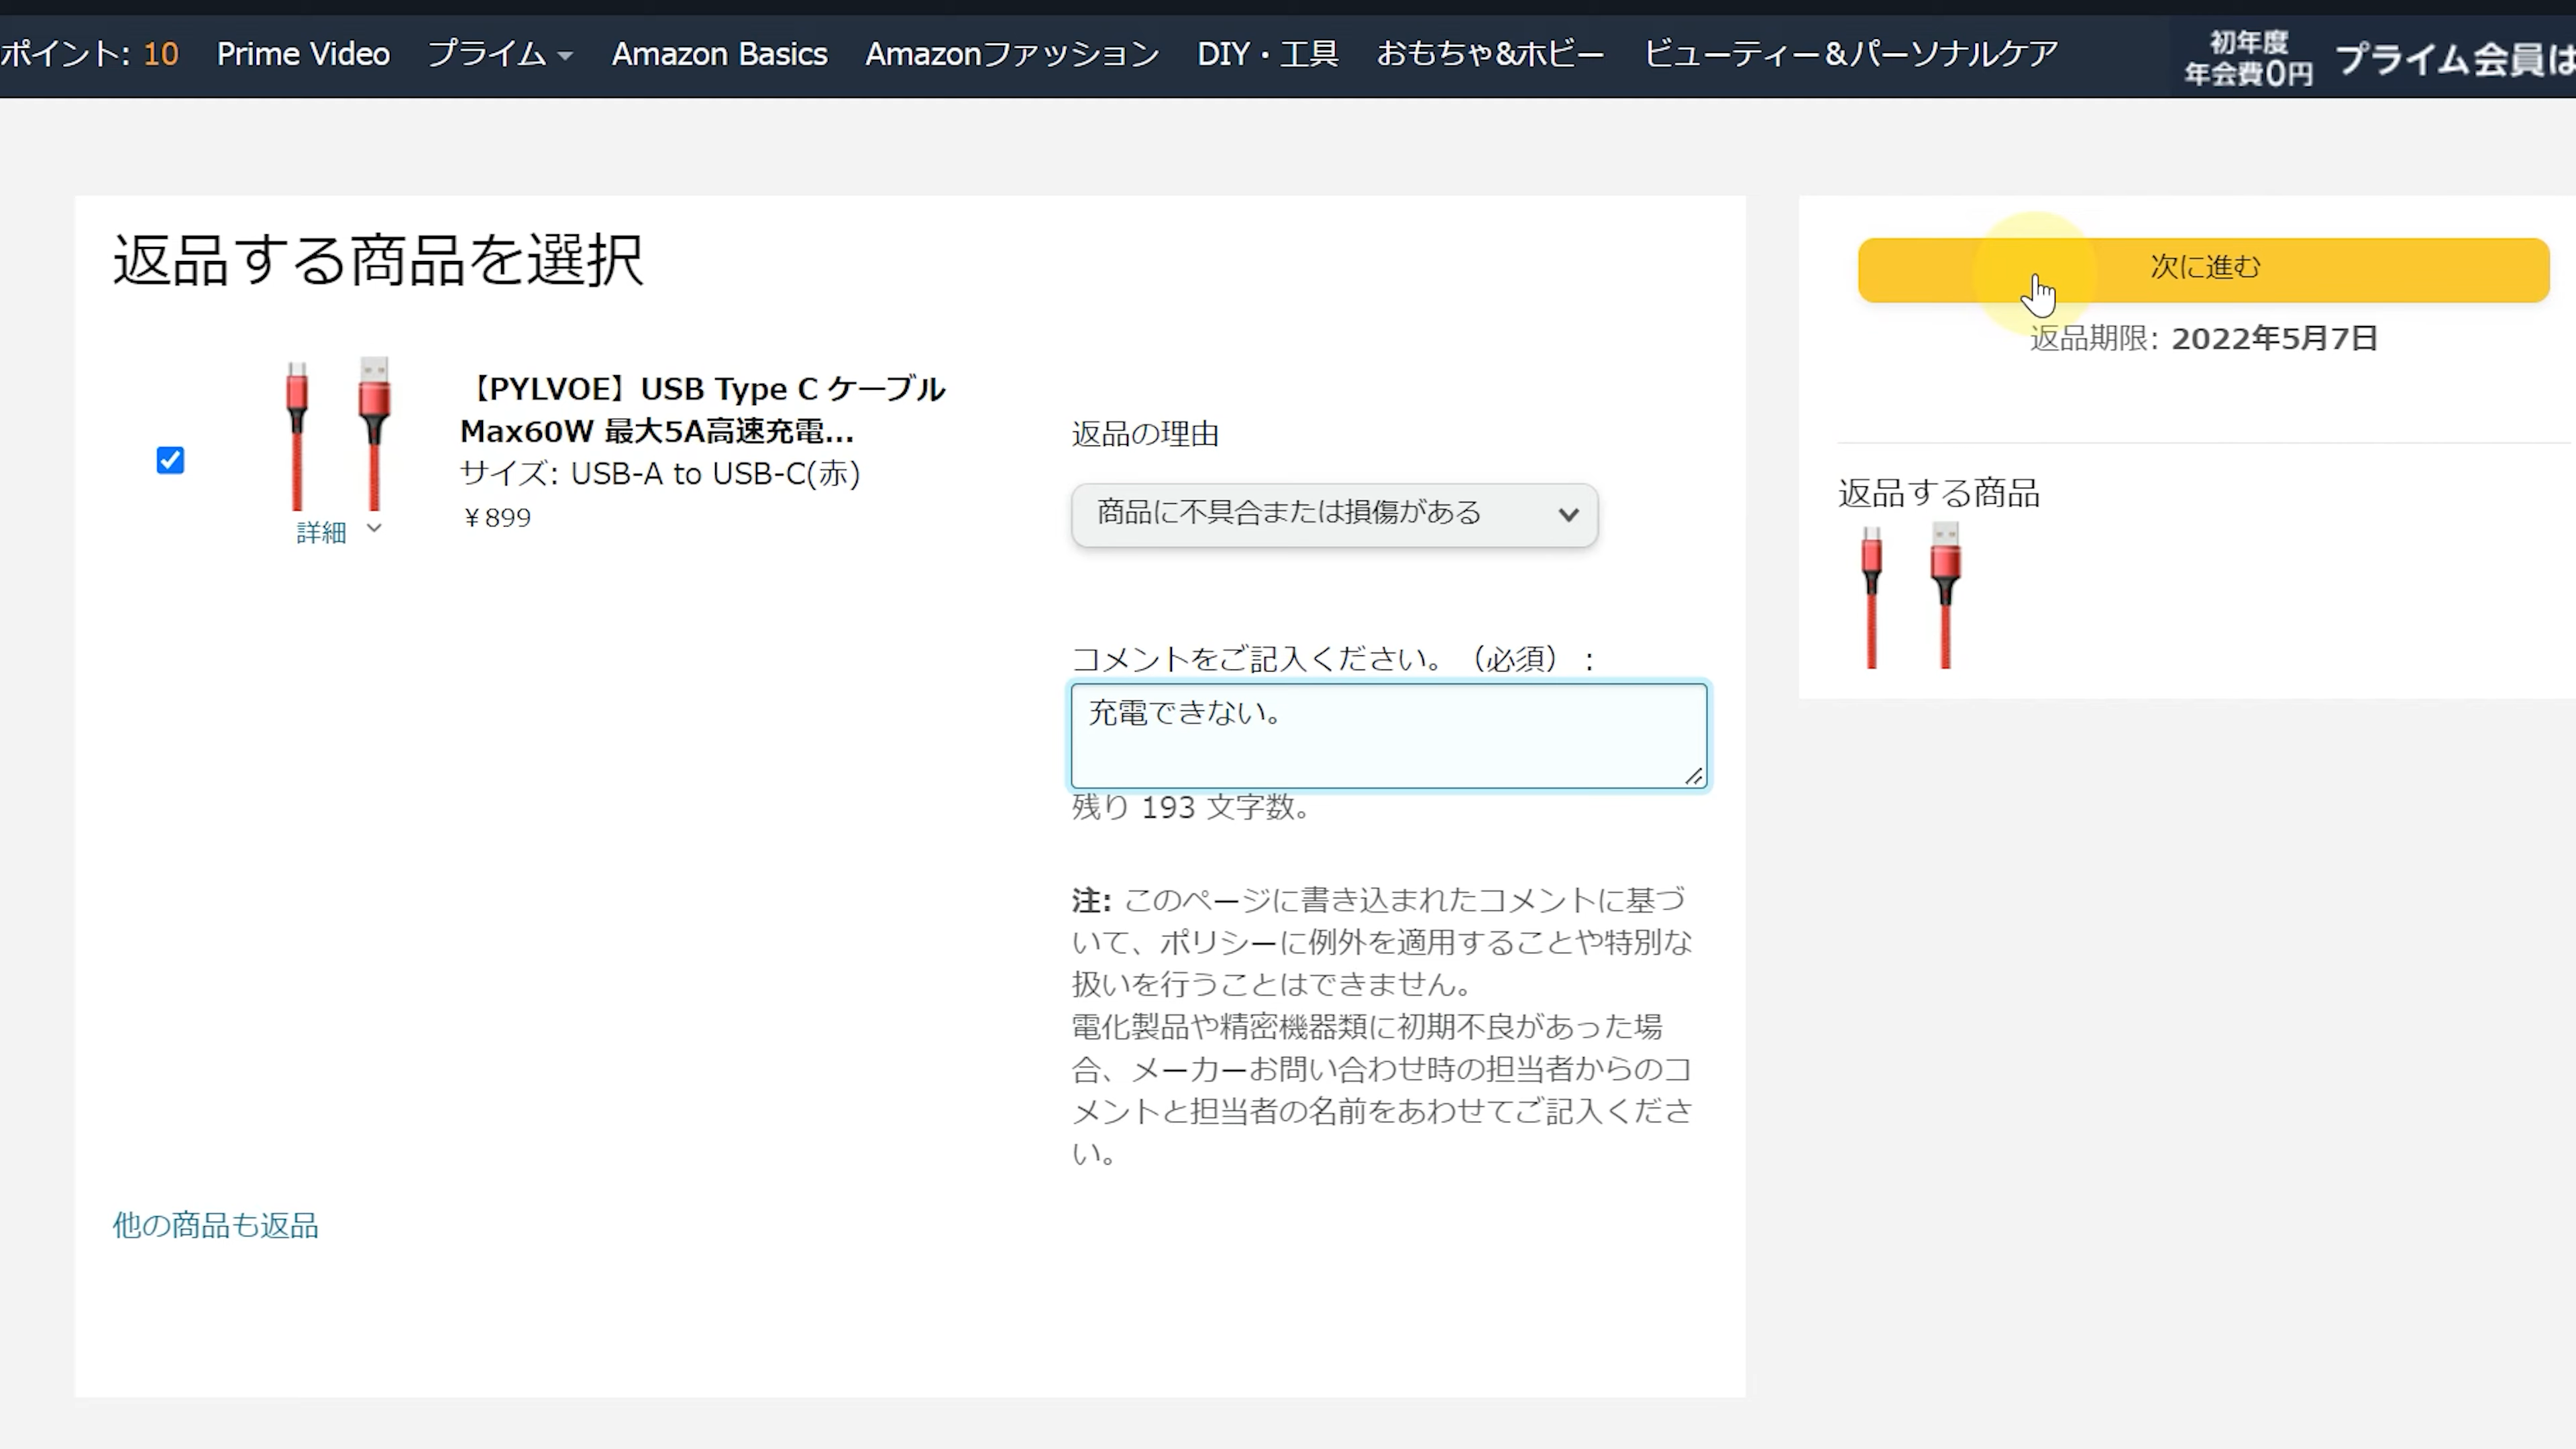 ポイント: 10 Prime Video プライム Amazon Basics Amazonファッション DIY・工具 おもちゃ&ホビー ビューティー＆パーソナルケア
初年度
年会費0円
プライム会員は
返品する商品を選択
【PYLVOE】USB Type C ケーブル
Max60W 最大5A高速充電...
サイズ: USB-A to USB-C(赤)
￥899
詳細
返品の理由
商品に不具合または損傷がある
コメントをご記入ください。（必須）：
充電できない。
残り 193 文字数。
注: このページに書き込まれたコメントに基づ
いて、ポリシーに例外を適用することや特別な
扱いを行うことはできません。
電化製品や精密機器類に初期不良があった場
合、メーカーお問い合わせ時の担当者からのコ
メントと担当者の名前をあわせてご記入くださ
い。
他の商品も返品
次に進む
返品期限: 2022年5月7日
返品する商品